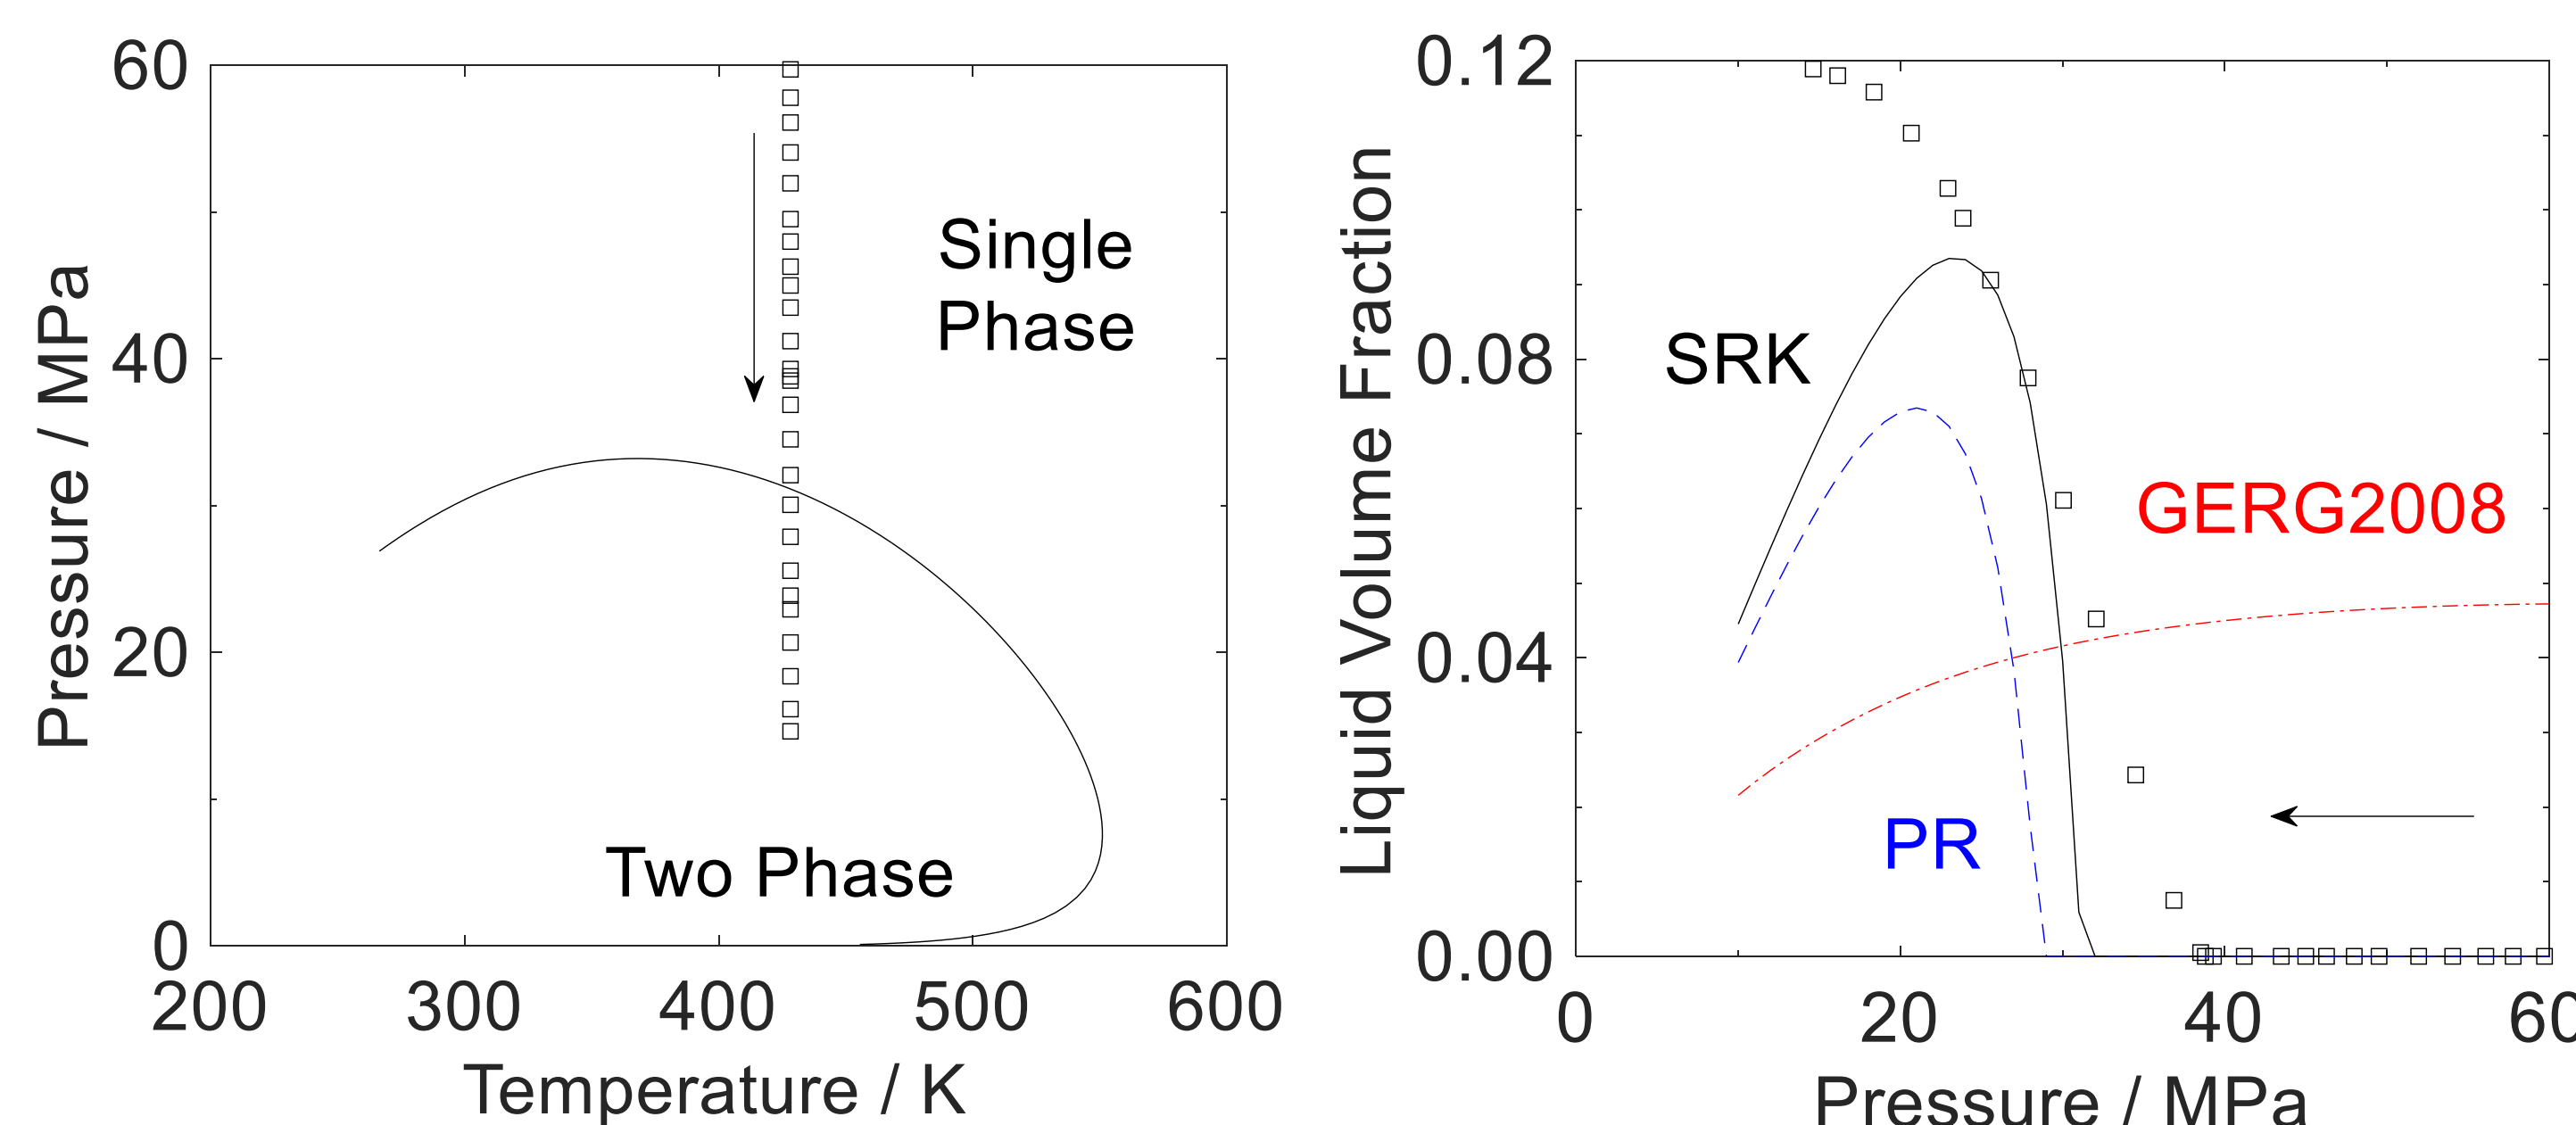 Pressure / MPa
60
40
20
0
200 300 400 500 600
Temperature / K
Single
Phase
Two Phase
Liquid Volume Fraction
0.12
0.08
0.04
0.00
0 20 40 60
Pressure / MPa
SRK
GERG2008
PR